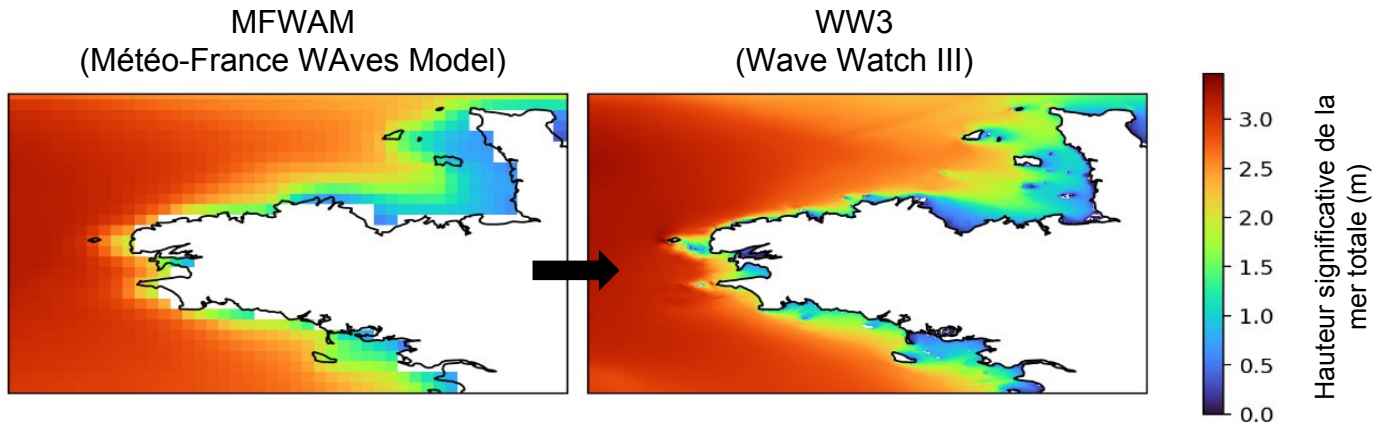 MFWAM
(Météo-France WAves Model)
WW3
(Wave Watch III)
3.0
2.5
2.0
1.5
1.0
0.5
0.0
Hauteur significative de la
mer totale (m)